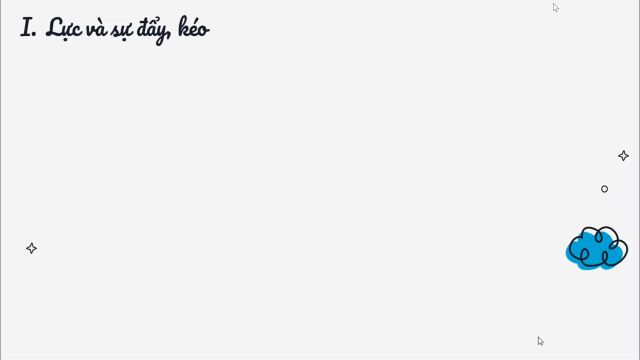 I. Lực và sự đẩy, kéo